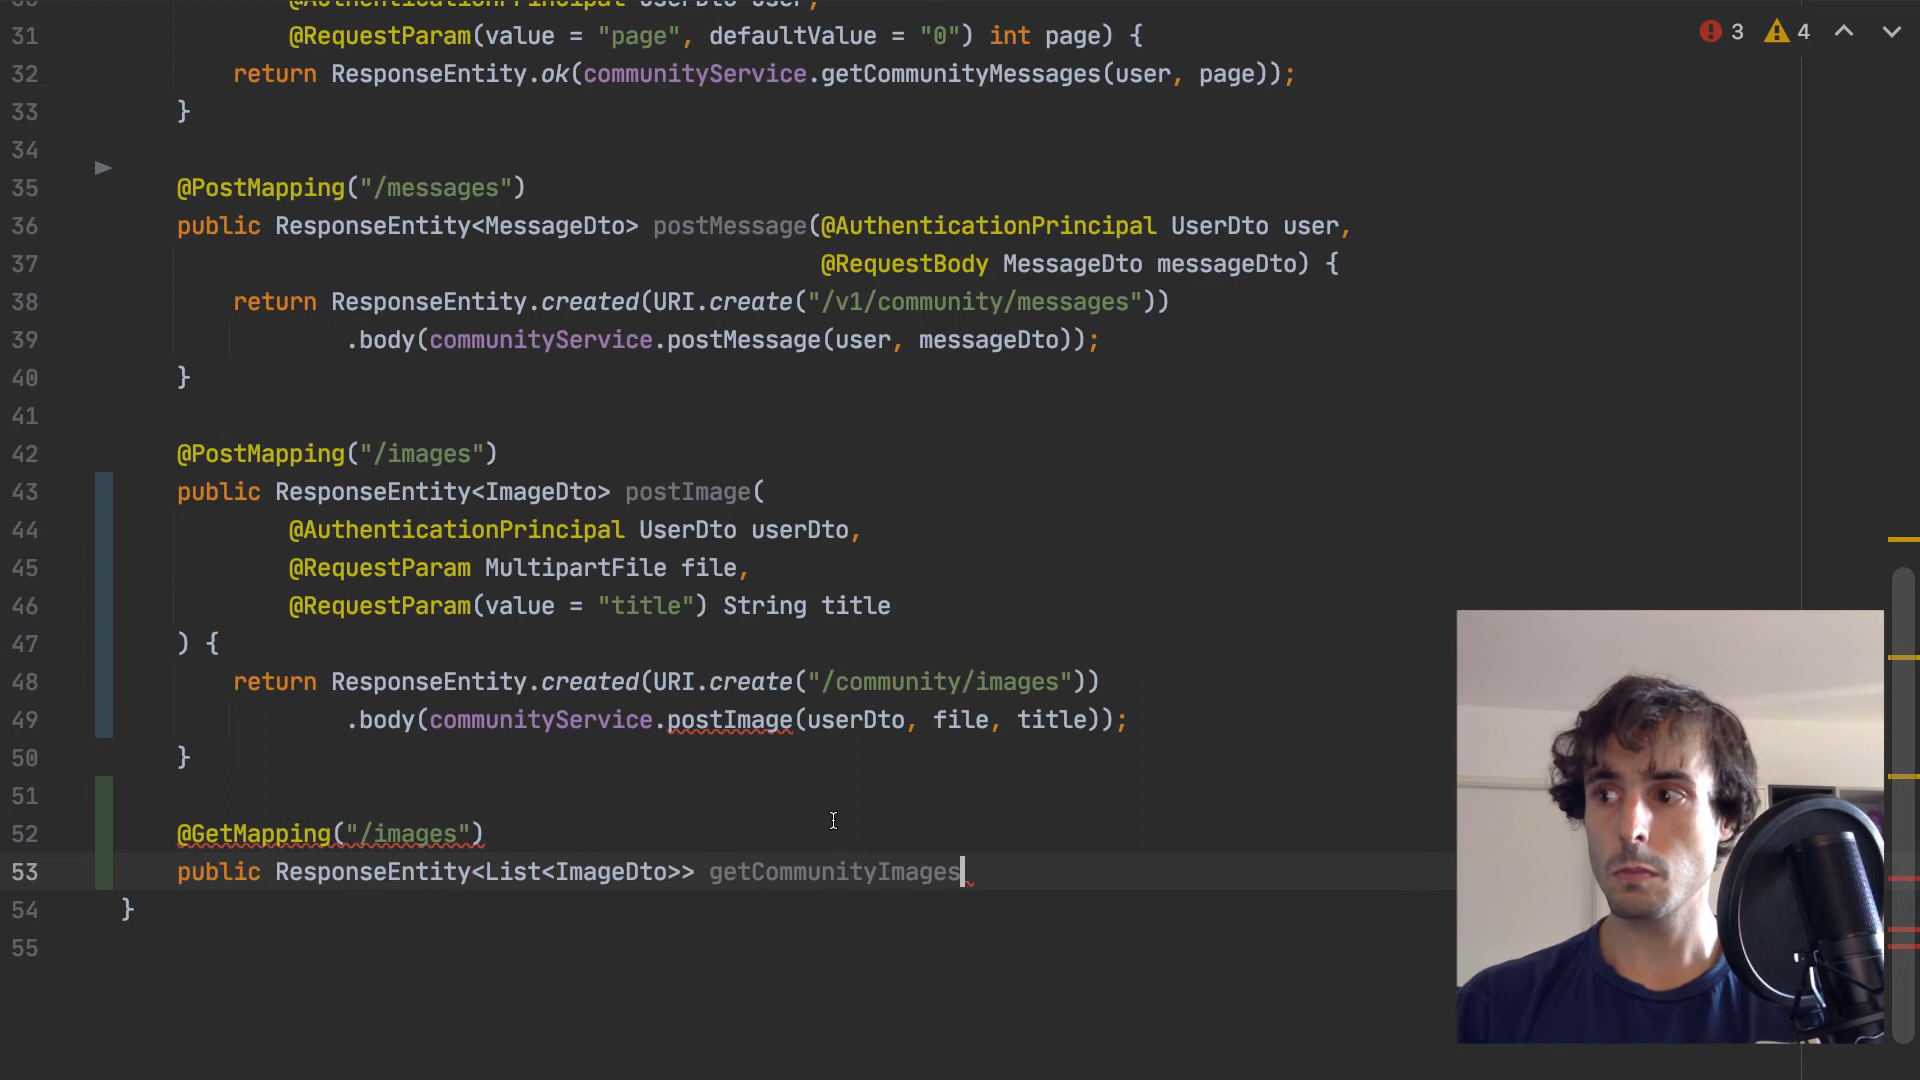 30 @AuthenticationPrincipal UserDto user,
31 @RequestParam(value = "page", defaultValue = "0") int page) {
3 4
32 return ResponseEntity.ok(communityService.getCommunityMessages(user, page));
33 }
34
35 @PostMapping("/messages")
36 public ResponseEntity<MessageDto> postMessage(@AuthenticationPrincipal UserDto user,
37 @RequestBody MessageDto messageDto) {
38 return ResponseEntity.created(URI.create("/v1/community/messages"))
39 .body(communityService.postMessage(user, messageDto));
40 }
41
42 @PostMapping("/images")
43 public ResponseEntity<ImageDto> postImage(
44 @AuthenticationPrincipal UserDto userDto,
45 @RequestParam MultipartFile file,
46 @RequestParam(value = "title") String title
47 ) {
48 return ResponseEntity.created(URI.create("/community/images"))
49 .body(communityService.postImage(userDto, file, title));
50 }
51
52 @GetMapping("/images")
53 public ResponseEntity<List<ImageDto>> getCommunityImages
54 }
55